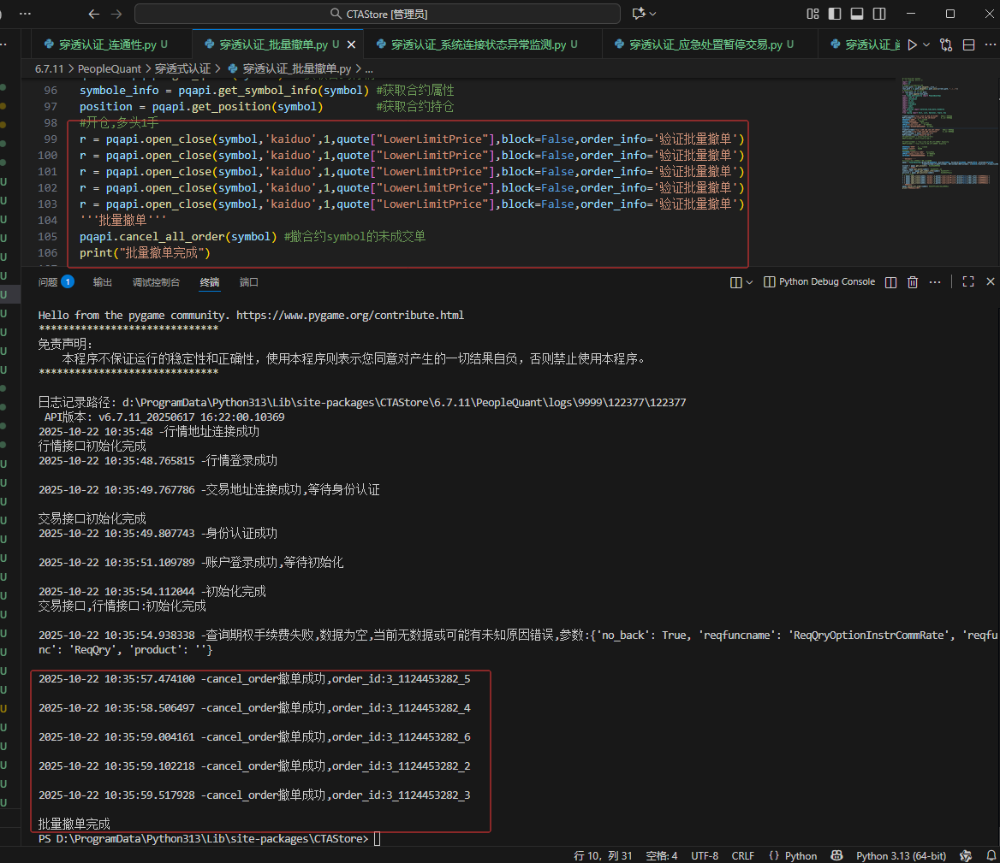 CTAStore [管理员]
穿透认证_连通性.py U
穿透认证_批量撤单.py U
穿透认证_系统连接状态异常监测.py U
穿透认证_应急处置暂停交易.py U
穿透认证_
6.7.11 > PeopleQuant > 穿透式认证 > 穿透认证_批量撤单.py > ...
96 symbole_info = pqapi.get_symbol_info(symbol) #获取合约属性
97 position = pqapi.get_position(symbol) #获取合约持仓
98 #开仓,多头1手
99 r = pqapi.open_close(symbol,'kaiduo',1,quote["LowerLimitPrice"],block=False,order_info='验证批量撤单')
100 r = pqapi.open_close(symbol,'kaiduo',1,quote["LowerLimitPrice"],block=False,order_info='验证批量撤单')
101 r = pqapi.open_close(symbol,'kaiduo',1,quote["LowerLimitPrice"],block=False,order_info='验证批量撤单')
102 r = pqapi.open_close(symbol,'kaiduo',1,quote["LowerLimitPrice"],block=False,order_info='验证批量撤单')
103 r = pqapi.open_close(symbol,'kaiduo',1,quote["LowerLimitPrice"],block=False,order_info='验证批量撤单')
104 '''批量撤单'''
105 pqapi.cancel_all_order(symbol) #撤合约symbol的未成交单
106 print("批量撤单完成")
问题 1 输出 调试控制台 终端 端口 Python Debug Console
Hello from the pygame community. https://www.pygame.org/contribute.html
******************************
免责声明:
本程序不保证运行的稳定性和正确性，使用本程序则表示您同意对产生的一切结果自负，否则禁止使用本程序。
******************************
日志记录路径: d:\ProgramData\Python313\Lib\site-packages\CTAStore\6.7.11\PeopleQuant\logs\9999\122377\122377
API版本: v6.7.11_20250617 16:22:00.10369
2025-10-22 10:35:48 -行情地址连接成功
行情接口初始化完成
2025-10-22 10:35:48.765815 -行情登录成功
2025-10-22 10:35:49.767786 -交易地址连接成功,等待身份认证
交易接口初始化完成
2025-10-22 10:35:49.807743 -身份认证成功
2025-10-22 10:35:51.109789 -账户登录成功,等待初始化
2025-10-22 10:35:54.112044 -初始化完成
交易接口,行情接口:初始化完成
2025-10-22 10:35:54.938338 -查询期权手续费失败,数据为空,当前无数据或可能有未知原因错误,参数:{'no_back': True, 'reqfuncname': 'ReqQryOptionInstrCommRate', 'reqfu
nc': 'ReqQry', 'product': ''}
2025-10-22 10:35:57.474100 -cancel_order撤单成功,order_id:3_1124453282_5
2025-10-22 10:35:58.506497 -cancel_order撤单成功,order_id:3_1124453282_4
2025-10-22 10:35:59.004161 -cancel_order撤单成功,order_id:3_1124453282_6
2025-10-22 10:35:59.102218 -cancel_order撤单成功,order_id:3_1124453282_2
2025-10-22 10:35:59.517928 -cancel_order撤单成功,order_id:3_1124453282_3
批量撤单完成
PS D:\ProgramData\Python313\Lib\site-packages\CTAStore>
行 10，列 31 空格: 4 UTF-8 CRLF {} Python Python 3.13 (64-bit)